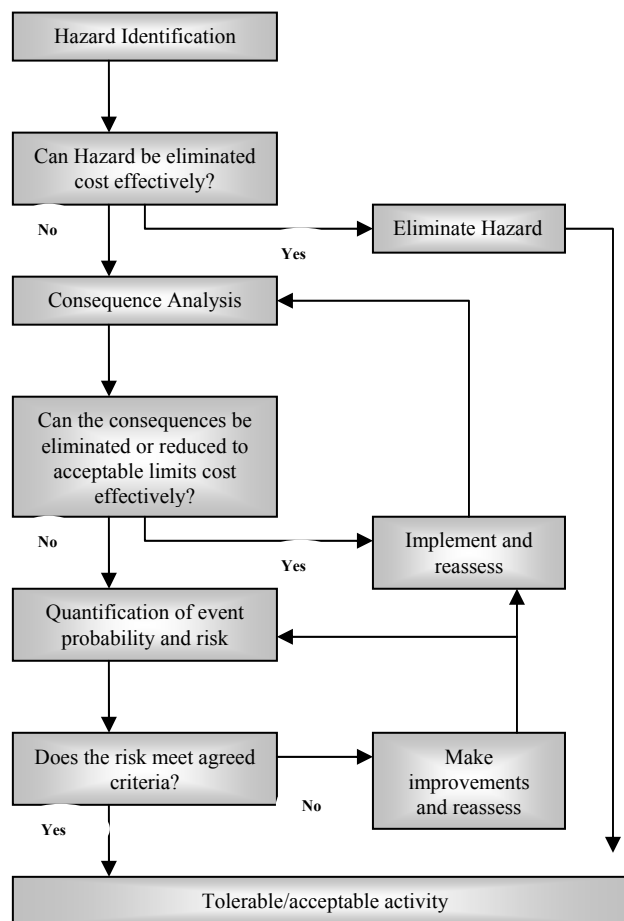 Hazard Identification
Can Hazard be eliminated
cost effectively?
No
Yes
Eliminate Hazard
Consequence Analysis
Can the consequences be
eliminated or reduced to
acceptable limits cost
effectively?
No
Yes
Implement and
reassess
Quantification of event
probability and risk
Does the risk meet agreed
criteria?
No
Make
improvements
and reassess
Yes
Tolerable/acceptable activity